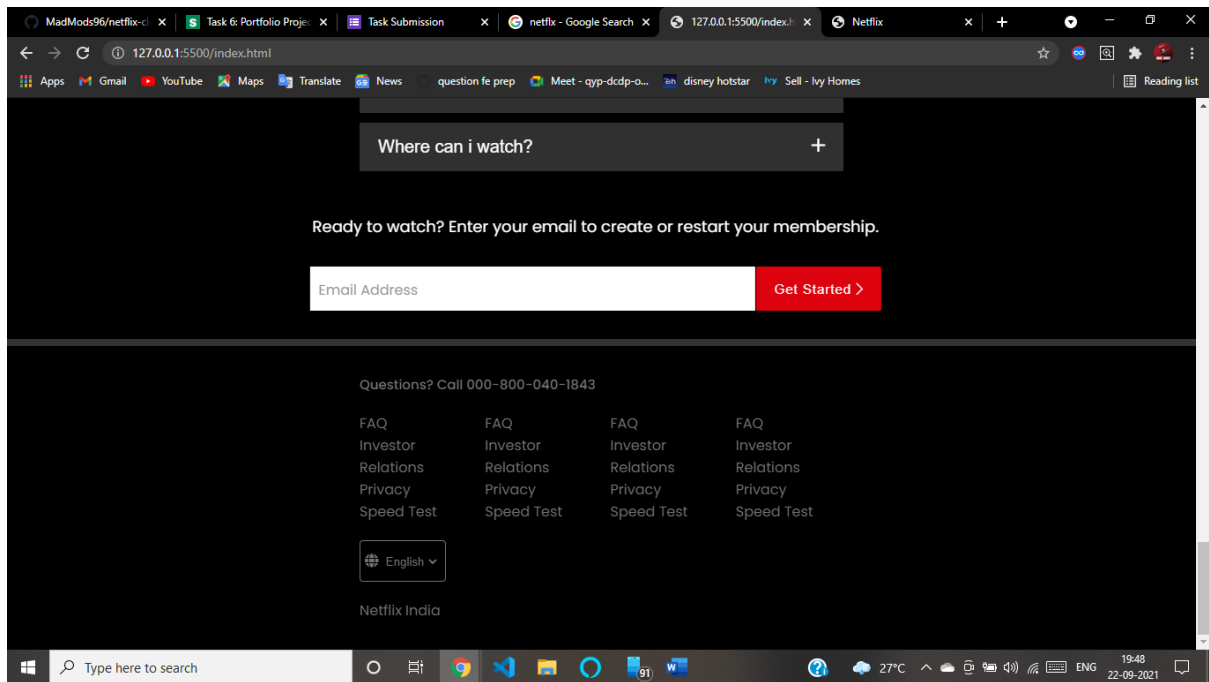 MadMods96/netflix-cl
Task 6: Portfolio Projec
Task Submission
netflx - Google Search
127.0.0.1:5500/index.h
Netflix
127.0.0.1:5500/index.html
Apps
Gmail
YouTube
Maps
Translate
News
question fe prep
Meet - qyp-dcdp-o...
disney hotstar
Sell - Ivy Homes
Reading list
Where can i watch?
Ready to watch? Enter your email to create or restart your membership.
Email Address
Get Started >
Questions? Call 000-800-040-1843
FAQ FAQ FAQ FAQ
Investor Investor Investor Investor
Relations Relations Relations Relations
Privacy Privacy Privacy Privacy
Speed Test Speed Test Speed Test Speed Test
English
Netflix India
Type here to search
91
27°C
ENG
19:48
22-09-2021